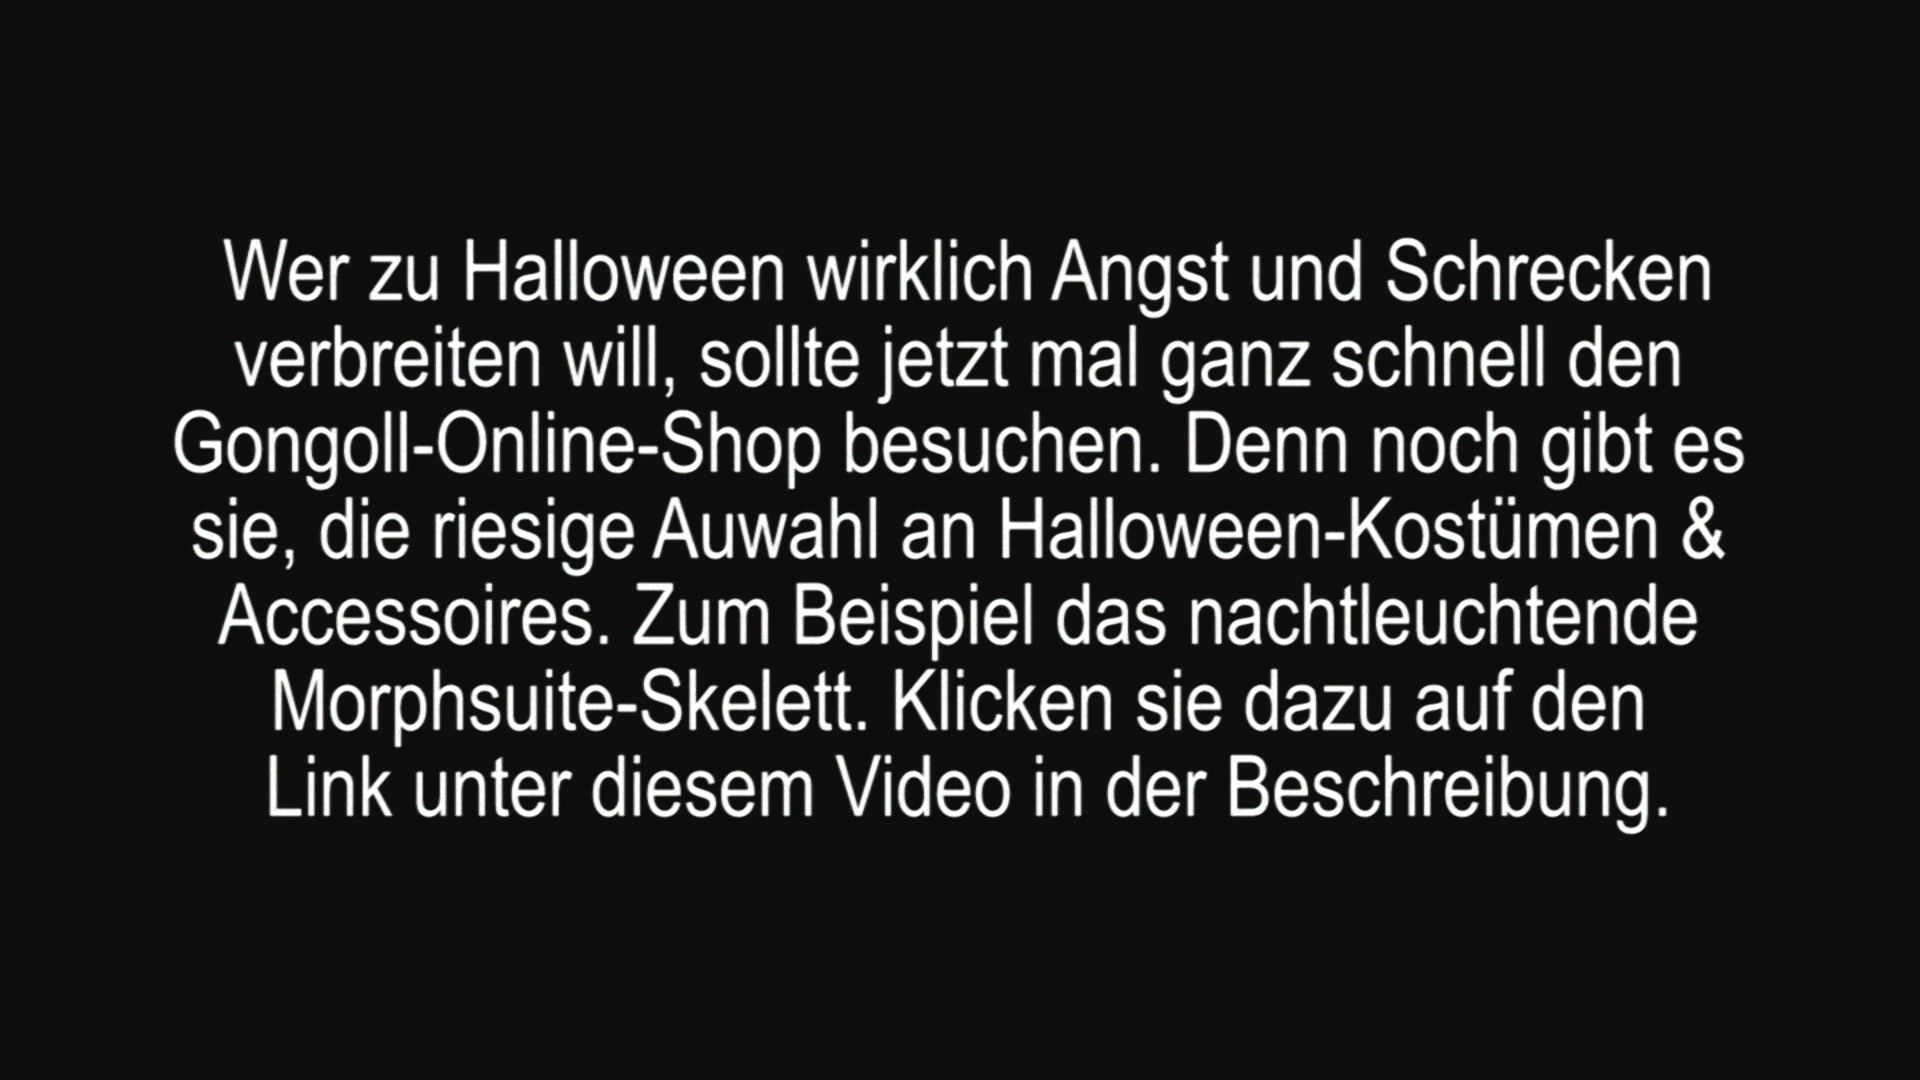 Wer zu Halloween wirklich Angst und Schrecken
verbreiten will, sollte jetzt mal ganz schnell den
Gongoll-Online-Shop besuchen. Denn noch gibt es
sie, die riesige Auwahl an Halloween-Kostümen &
Accessoires. Zum Beispiel das nachtleuchtende
Morphsuite-Skelett. Klicken sie dazu auf den
Link unter diesem Video in der Beschreibung.